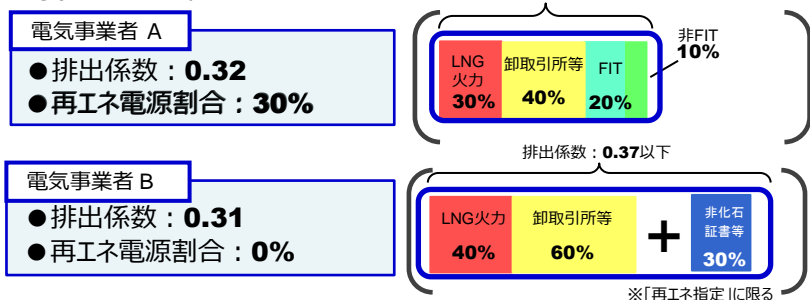 電気事業者 A
●排出係数：0.32
●再エネ電源割合：30%
LNG
火力
30%
卸取引所等
40%
FIT
20%
非FIT
10%
電気事業者 B
●排出係数：0.31
●再エネ電源割合：0%
排出係数：0.37以下
LNG火力
40%
卸取引所等
60%
+
非化石
証書等
30%
※「再エネ指定」に限る